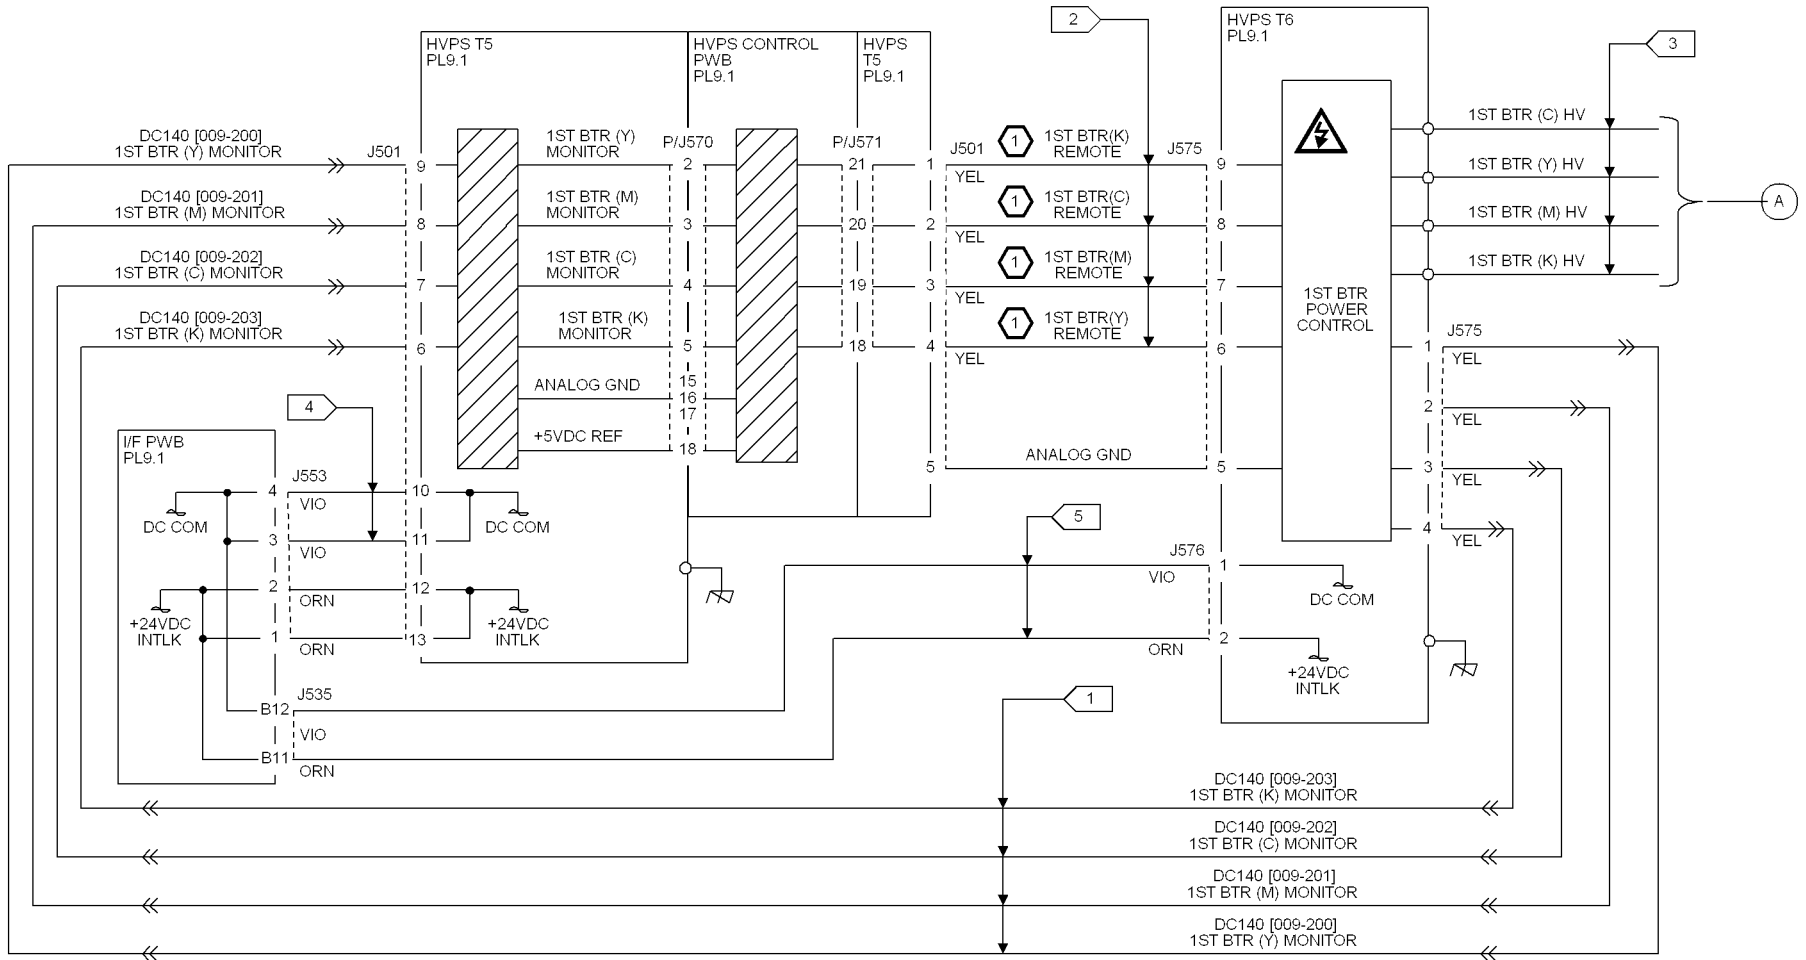 HVPS T5
PL9.1
HVPS CONTROL
PWB
PL9.1
HVPS
T5
PL9.1
2
HVPS T6
PL9.1
3
DC140 [009-200]
1ST BTR (Y) MONITOR
J501
9
1ST BTR (Y)
MONITOR
P/J570
2
P/J571
21
1
J501
YEL
1
1ST BTR(K)
REMOTE
J575
9
1ST BTR (C) HV
DC140 [009-201]
1ST BTR (M) MONITOR
8
1ST BTR (M)
MONITOR
3
20
2
YEL
1
1ST BTR(C)
REMOTE
8
1ST BTR (Y) HV
1ST BTR (M) HV
A
DC140 [009-202]
1ST BTR (C) MONITOR
7
1ST BTR (C)
MONITOR
4
19
3
YEL
1
1ST BTR(M)
REMOTE
7
1ST BTR (K) HV
1ST BTR
POWER
CONTROL
DC140 [009-203]
1ST BTR (K) MONITOR
6
1ST BTR (K)
MONITOR
5
18
4
YEL
1
1ST BTR(Y)
REMOTE
6
1
J575
YEL
ANALOG GND
15
16
17
4
2
YEL
+5VDC REF
18
I/F PWB
PL9.1
5
ANALOG GND
5
3
YEL
J553
4
VIO
10
DC COM
DC COM
3
VIO
11
5
4
YEL
2
ORN
12
+24VDC
INTLK
+24VDC
INTLK
1
ORN
13
J576
1
VIO
DC COM
2
ORN
+24VDC
INTLK
J535
B12
VIO
B11
ORN
1
DC140 [009-203]
1ST BTR (K) MONITOR
DC140 [009-202]
1ST BTR (C) MONITOR
DC140 [009-201]
1ST BTR (M) MONITOR
DC140 [009-200]
1ST BTR (Y) MONITOR